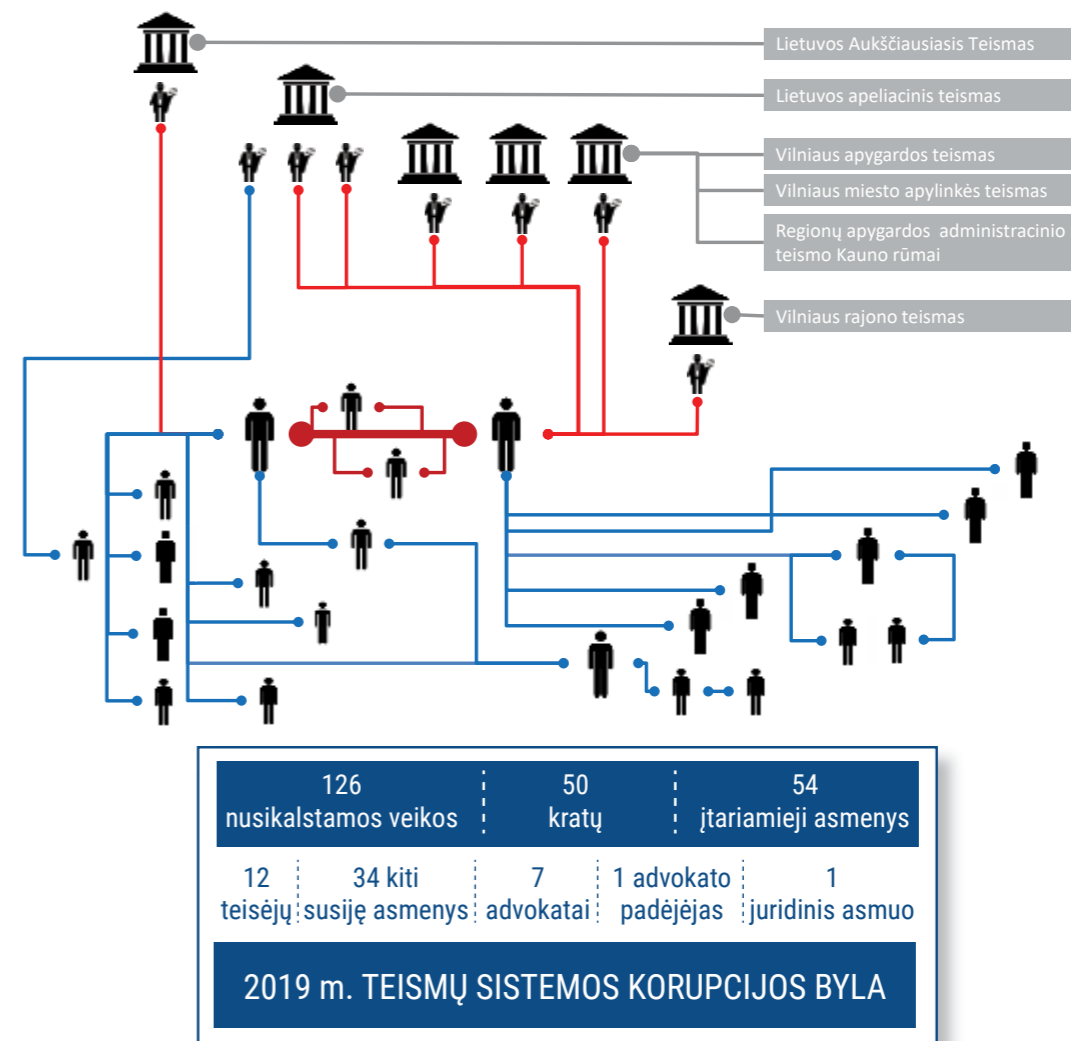 Lietuvos Aukščiausiasis Teismas
Lietuvos apeliacinis teismas
Vilniaus apygardos teismas
Vilniaus miesto apylinkės teismas
Regionų apygardos administracinio
teismo Kauno rūmai
Vilniaus rajono teismas
126
nusikalstamos veikos
50
kratų
54
įtariamieji asmenys
12
teisėjų
34 kiti
susiję asmenys
7
advokatai
1 advokato
padėjėjas
1
juridinis asmuo
2019 m. TEISMŲ SISTEMOS KORUPCIJOS BYLA